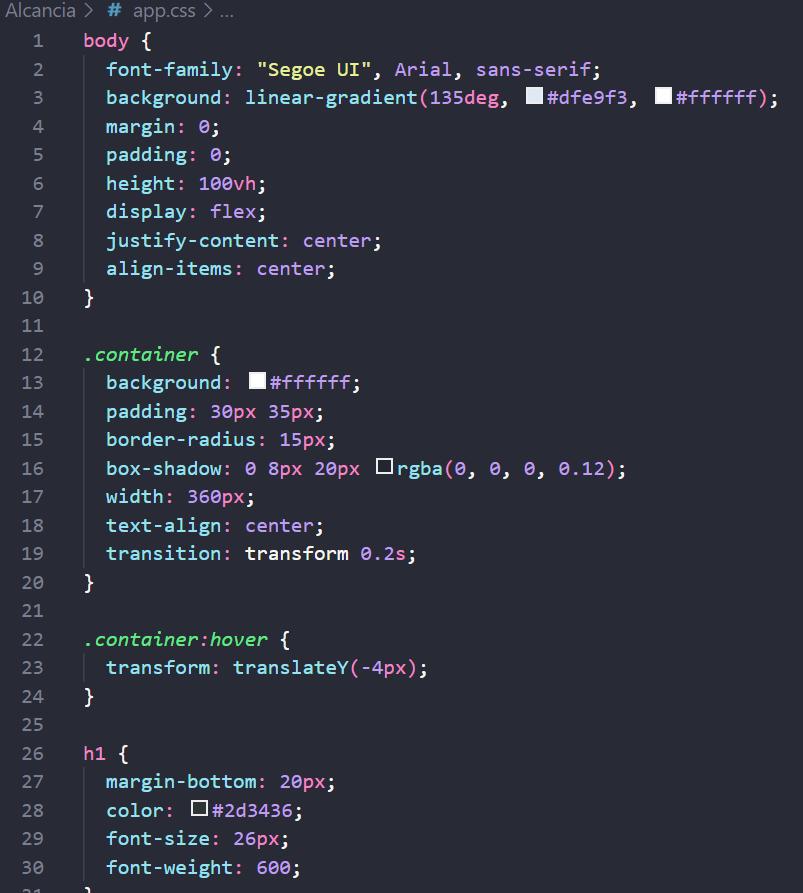 Alcancia > # app.css > ...
1 body {
2 font-family: "Segoe UI", Arial, sans-serif;
3 background: linear-gradient(135deg, #dfe9f3, #ffffff);
4 margin: 0;
5 padding: 0;
6 height: 100vh;
7 display: flex;
8 justify-content: center;
9 align-items: center;
10 }
11
12 .container {
13 background: #ffffff;
14 padding: 30px 35px;
15 border-radius: 15px;
16 box-shadow: 0 8px 20px rgba(0, 0, 0, 0.12);
17 width: 360px;
18 text-align: center;
19 transition: transform 0.2s;
20 }
21
22 .container:hover {
23 transform: translateY(-4px);
24 }
25
26 h1 {
27 margin-bottom: 20px;
28 color: #2d3436;
29 font-size: 26px;
30 font-weight: 600;
31 }